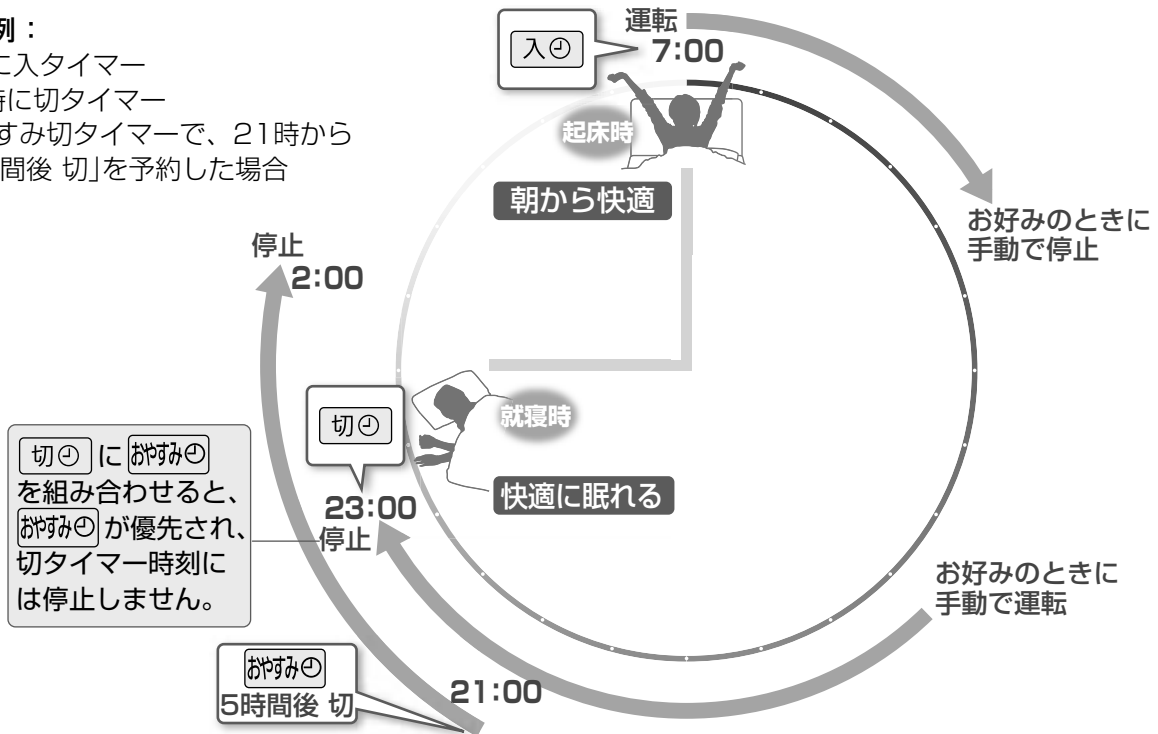 例：
に入タイマー
時に切タイマー
すみ切タイマーで、21時から
間後 切」を予約した場合
入
運転
7:00
起床時
朝から快適
お好みのときに
手動で停止
停止
2:00
切
就寝時
快適に眠れる
23:00
停止
切 に おやすみ
を組み合わせると、
おやすみ が優先され、
切タイマー時刻に
は停止しません。
お好みのときに
手動で運転
おやすみ
5時間後 切
21:00